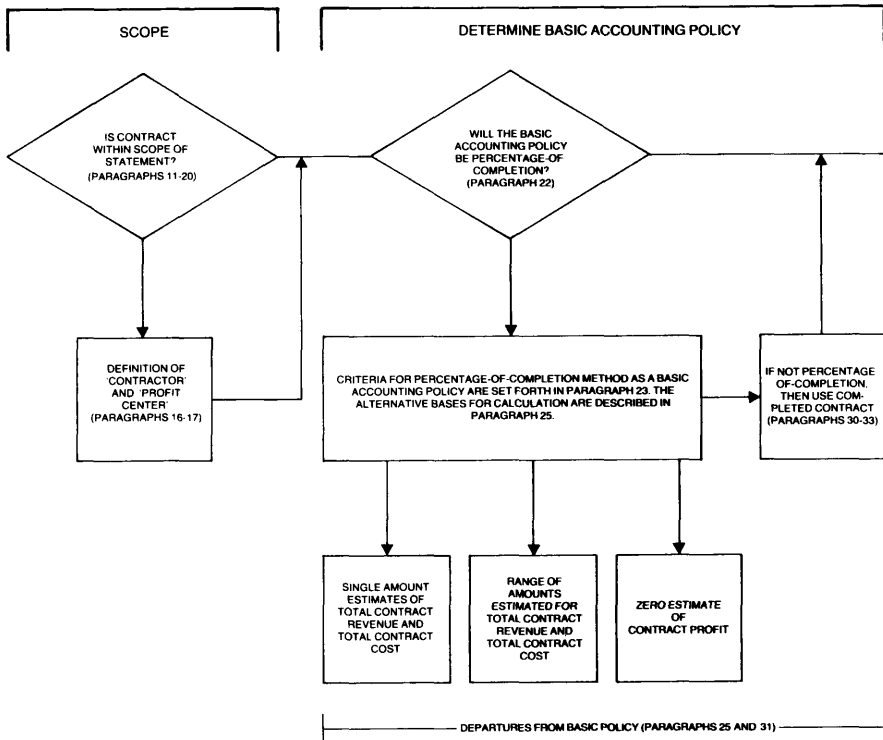 SCOPE
DETERMINE BASIC ACCOUNTING POLICY
IS CONTRACT
WITHIN SCOPE OF
STATEMENT?
(PARAGRAPHS 11-20)
WILL THE BASIC
ACCOUNTING POLICY
BE PERCENTAGE-OF
COMPLETION?
(PARAGRAPH 22)
DEFINITION OF
'CONTRACTOR'
AND 'PROFIT
CENTER'
(PARAGRAPHS 16-17)
CRITERIA FOR PERCENTAGE-OF-COMPLETION METHOD AS A BASIC
ACCOUNTING POLICY ARE SET FORTH IN PARAGRAPH 23. THE
ALTERNATIVE BASES FOR CALCULATION ARE DESCRIBED IN
PARAGRAPH 25.
IF NOT PERCENTAGE
OF-COMPLETION,
THEN USE COM-
PLETED CONTRACT
(PARAGRAPHS 30-33)
SINGLE AMOUNT
ESTIMATES OF
TOTAL CONTRACT
REVENUE AND
TOTAL CONTRACT
COST
RANGE OF
AMOUNTS
ESTIMATED FOR
TOTAL CONTRACT
REVENUE AND
TOTAL CONTRACT
COST
ZERO ESTIMATE
OF
CONTRACT PROFIT
DEPARTURES FROM BASIC POLICY (PARAGRAPHS 25 AND 31)